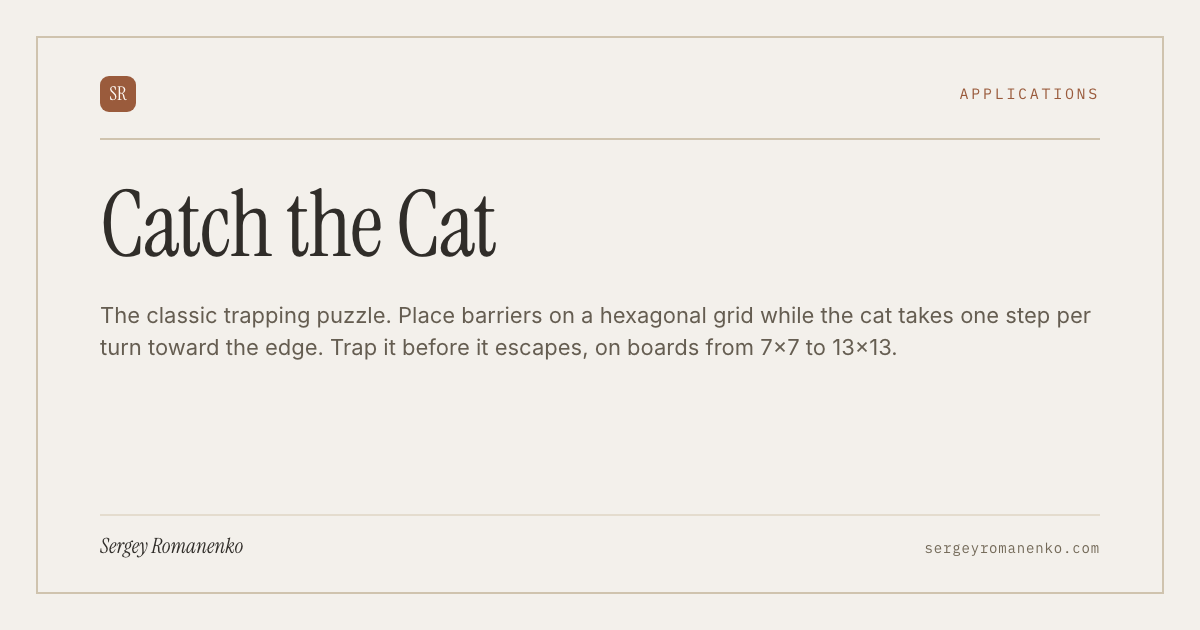 SR
APPLICATIONS
Catch the Cat
The classic trapping puzzle. Place barriers on a hexagonal grid while the cat takes one step per
turn toward the edge. Trap it before it escapes, on boards from 7×7 to 13×13.
Sergey Romanenko
sergeyromanenko.com